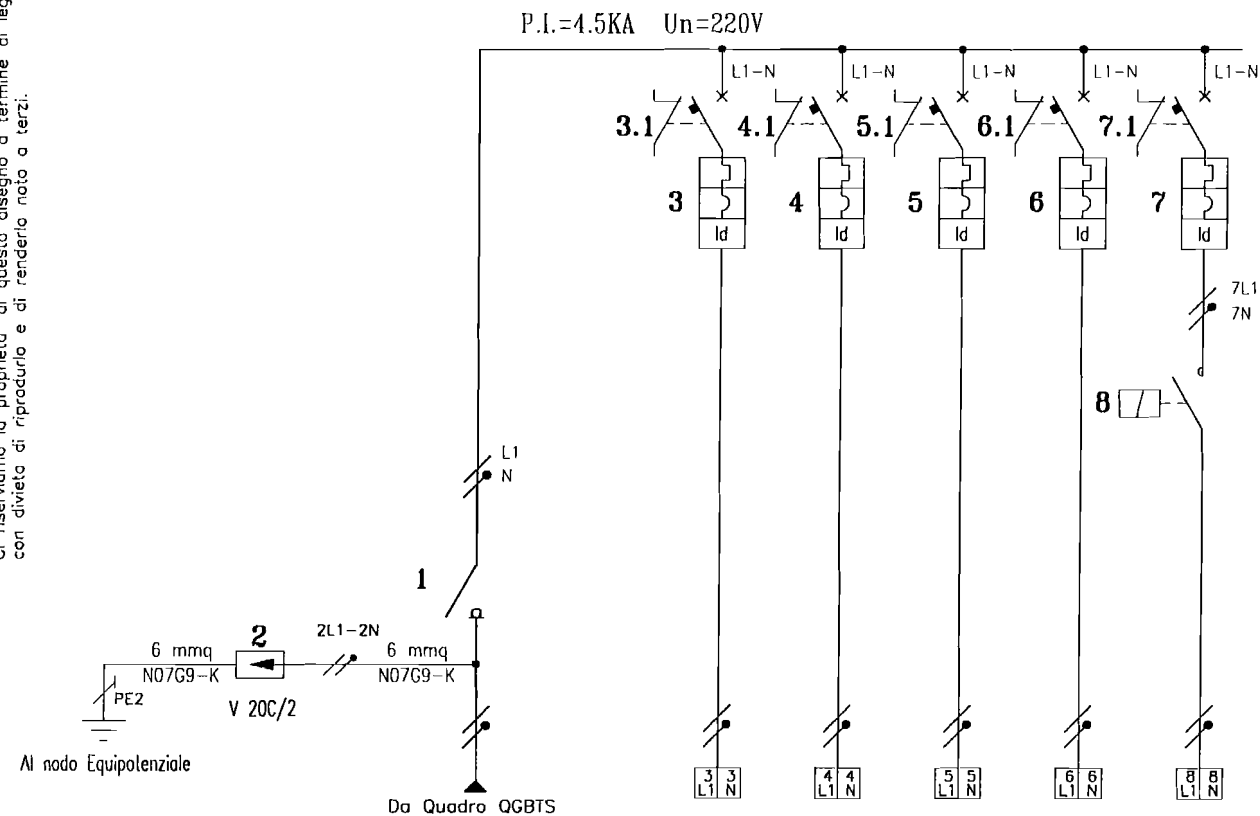 P.I.=4.5KA Un=220V
L1-N L1-N L1-N L1-N L1-N
3.1 4.1 5.1 6.1 7.1
3 4 5 6 7
Id Id Id Id Id
7L1
7N
8
L1
N
1
2
2L1-2N
6 mmq
N07G9-K
6 mmq
N07G9-K
V 20C/2
PE2
Al nodo Equipotenziale
Da Quadro QGBTS
3 3 4 4 5 5 6 6 8 8
L1 N L1 N L1 N L1 N L1 N
riserviamo la proprietà di questo disegno a termine di
con divieto di riprodurlo e di renderlo noto a terzi.